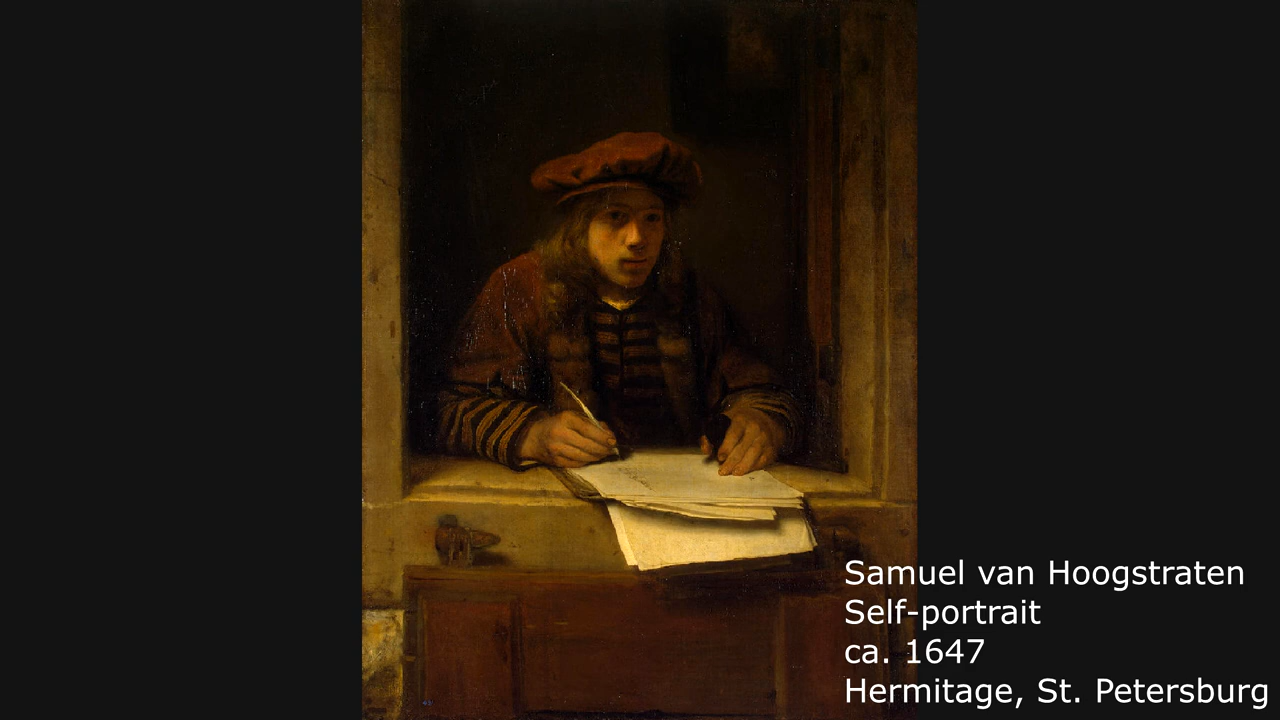 Samuel van Hoogstraten
Self-portrait
ca. 1647
Hermitage, St. Petersburg